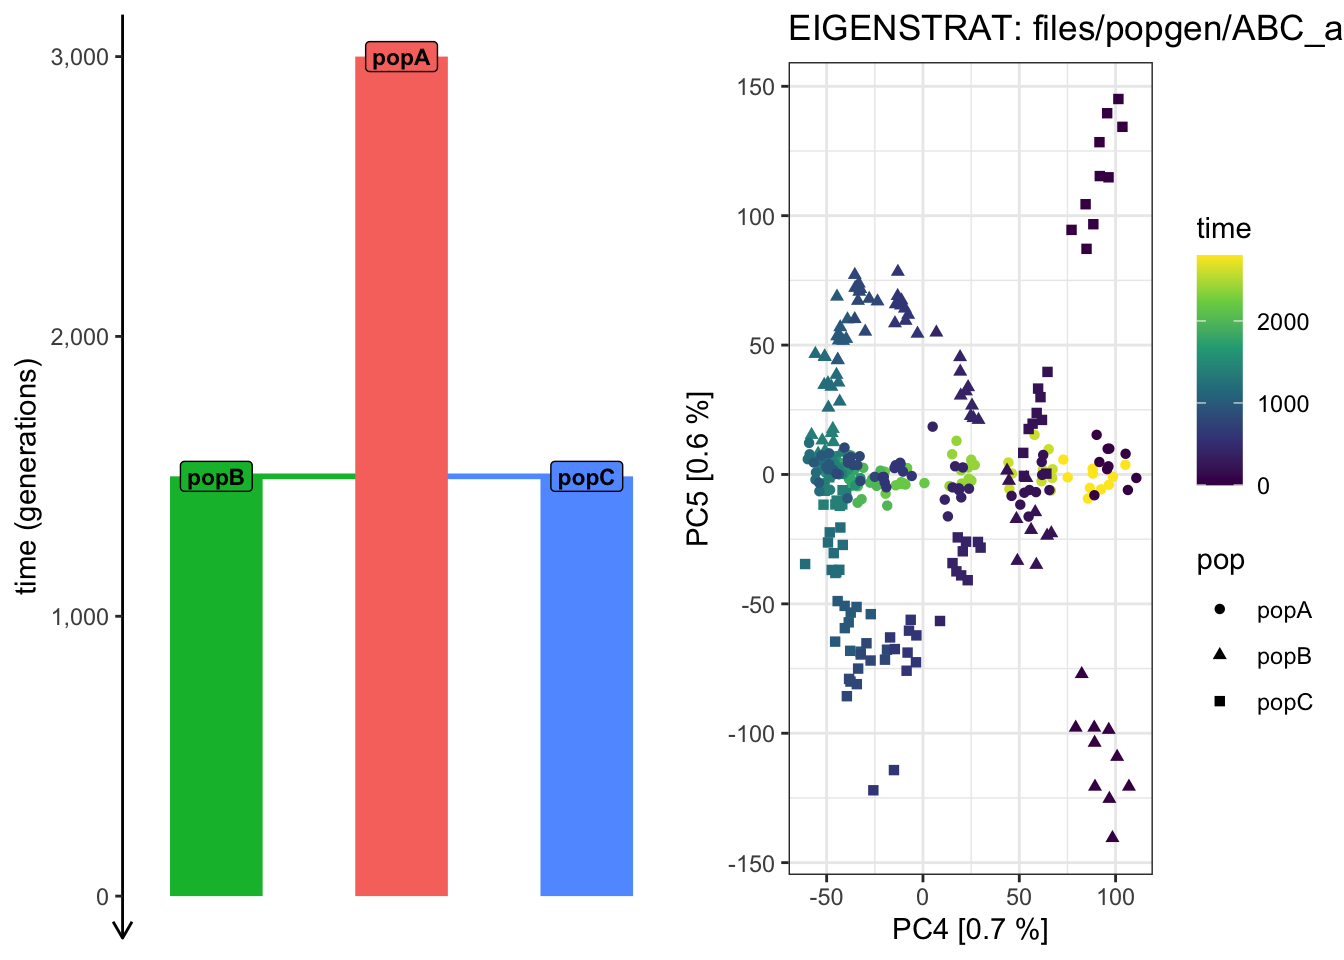 time (generations)
3,000
2,000
1,000
0
popA
popB
popC
EIGENSTRAT: files/popgen/ABC_a
PC5 [0.6 %]
150
100
50
0
-50
-100
-150
-50 0 50 100
PC4 [0.7 %]
time
2000
1000
0
pop
popA
popB
popC